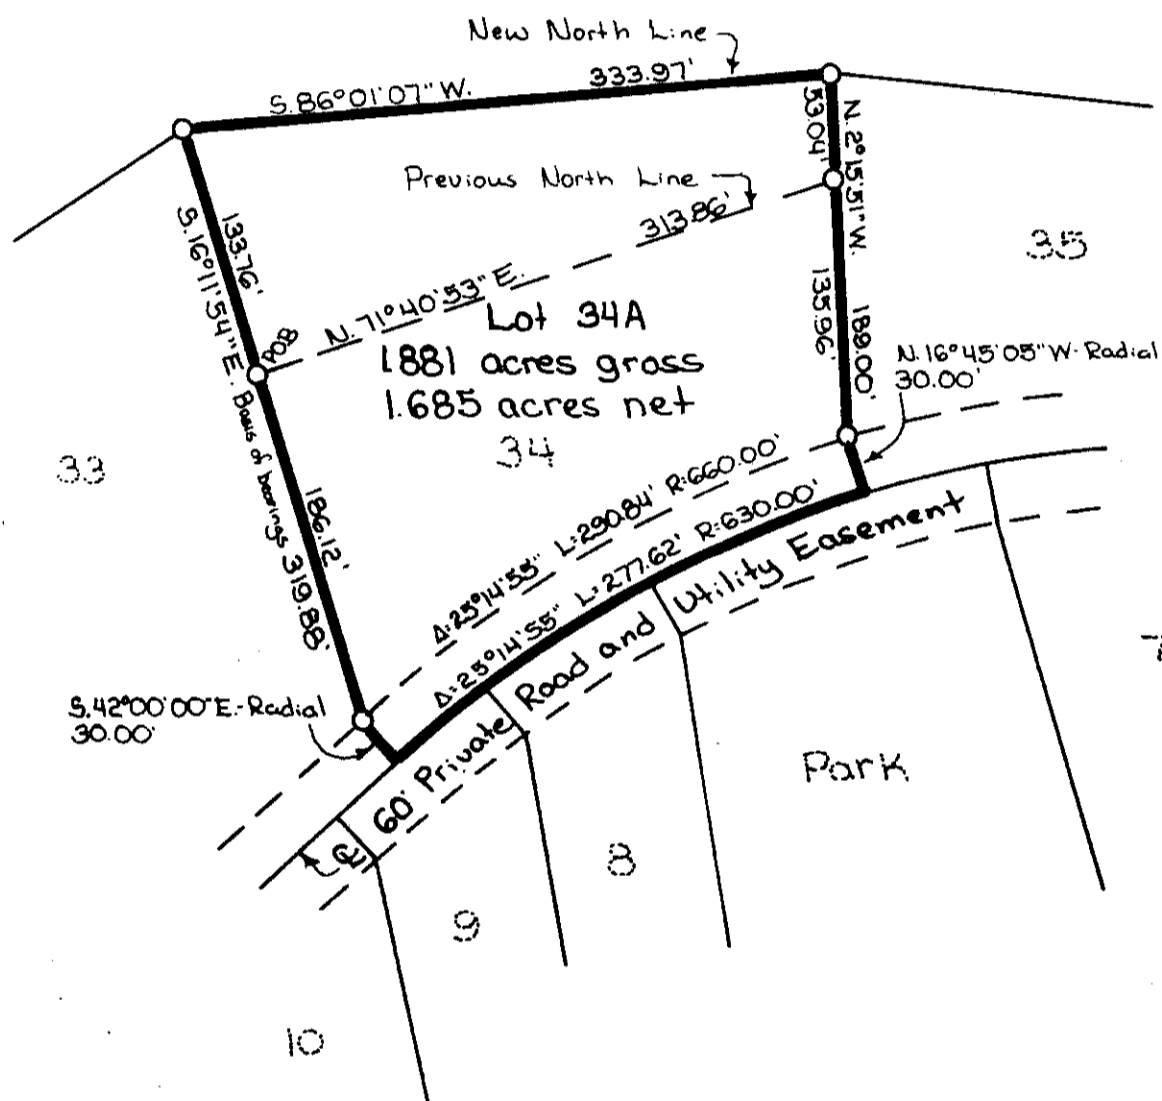 New North Line
S.86°01'07"W. 333.97'
53.04'
N.2°15'51"W.
Previous North Line
313.86'
133.76'
S.16°11'54"E. Basis of bearings 319.88'
35
N.71°40'53"E.
POB
Lot 34A
1.881 acres gross
1.685 acres net
34
135.96'
189.00'
N.16°45'05"W-Radial
30.00'
33
186.12'
Δ:25°14'55" L:290.84' R:660.00'
Δ:25°14'55" L:277.62' R:630.00'
60' Private Road and Utility Easement
S.42°00'00"E.-Radial
30.00'
Park
8
9
10